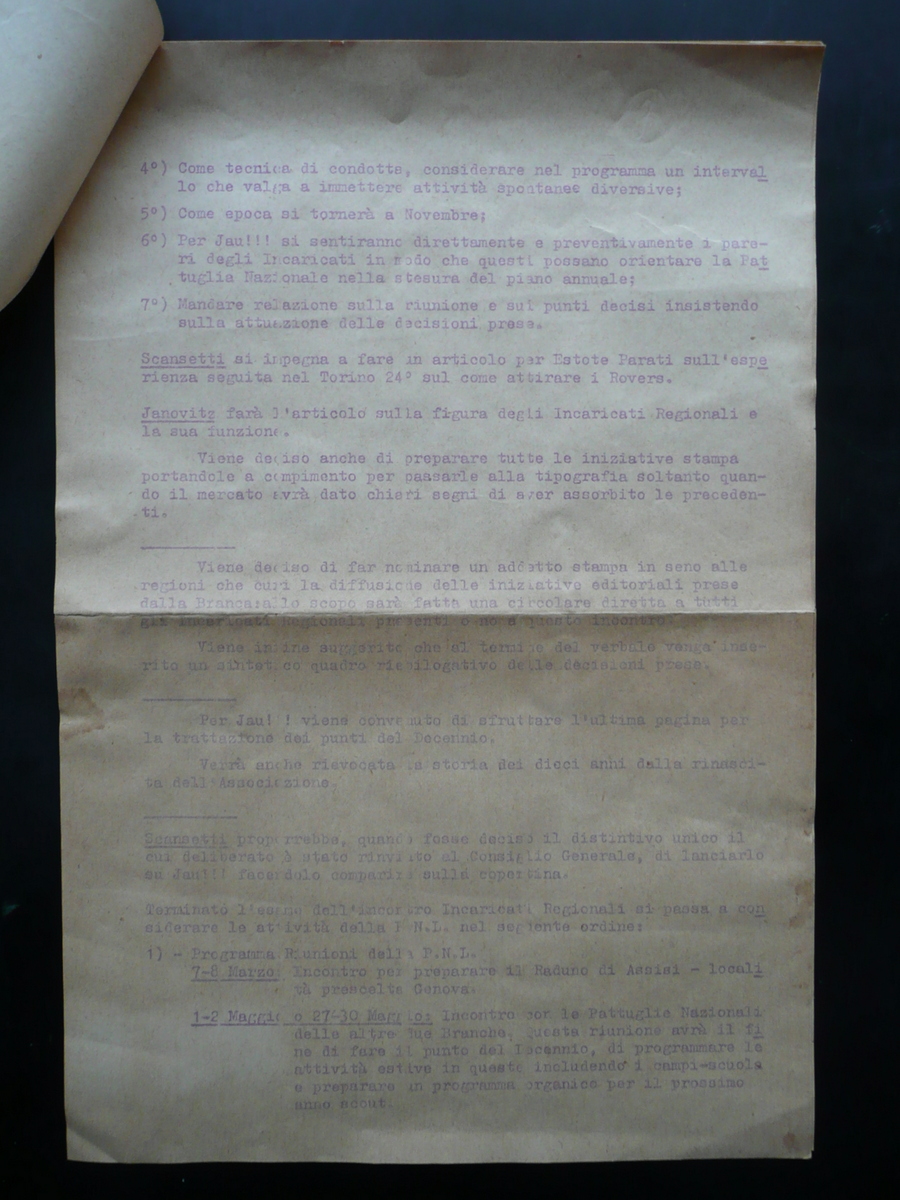 4°) Come tecnica di condotta, considerare nel programma un interval
lo che valga a immettere attività spontanee diversive;
5°) Come epoca si tornerà a Novembre;
6°) Per Jau!!! si sentiranno direttamente e preventivamente i pare-
ri degli Incaricati in modo che questi possano orientare la Pat
tuglia Nazionale nella stesura del piano annuale;
7°) Mandare relazione sulla riunione e sui punti decisi insistendo
sulla attuazione delle decisioni prese.
Scansetti si impegna a fare un articolo per Estote Parati sull'espe
rienza seguita nel Torino 24° sul come attirare i Rovers.
Janovitz farà l'articolo sulla figura degli Incaricati Regionali e
la sua funzione.
Viene deciso anche di preparare tutte le iniziative stampa
portandole a compimento per passarle alla tipografia soltanto quan-
do il mercato avrà dato chiari segni di aver assorbito le preceden-
ti.
Viene deciso di far nominare un addetto stampa in seno alle
regioni che curi la diffusione delle iniziative editoriali prese
dalla Branca: allo scopo sarà fatta una circolare diretta a tutti
gli Incaricati Regionali presenti o no a questo incontro.
Viene infine suggerito che al termine del verbale venga inse-
rito un sintetico quadro riepilogativo delle decisioni prese.
Per Jau! ! viene convenuto di sfruttare l'ultima pagina per
la trattazione dei punti del Decennio.
Verrà anche rievocata la storia dei dieci anni dalla rinasci-
ta dell'Associazione.
Scansetti proporrebbe, quando fosse deciso il distintivo unico il
cui deliberato è stato rinviato al Consiglio Generale, di lanciarlo
su Jau!!! facendolo comparire sulla copertina.
Terminato l'esame dell'incontro Incaricati Regionali si passa a con
siderare le attività della P.N.L. nel seguente ordine:
1) - Programma Riunioni della P.N.L.
7-8 Marzo: Incontro per preparare il Raduno di Assisi - locali
tà prescelta Genova.
1-2 Maggio o 27-30 Maggio: Incontro con le Pattuglie Nazionali
delle altre due Branche. Questa riunione avrà il fi
ne di fare il punto del Decennio, di programmare le
attività estive in queste includendo i campi-scuola
e preparare un programma organico per il prossimo
anno scout.